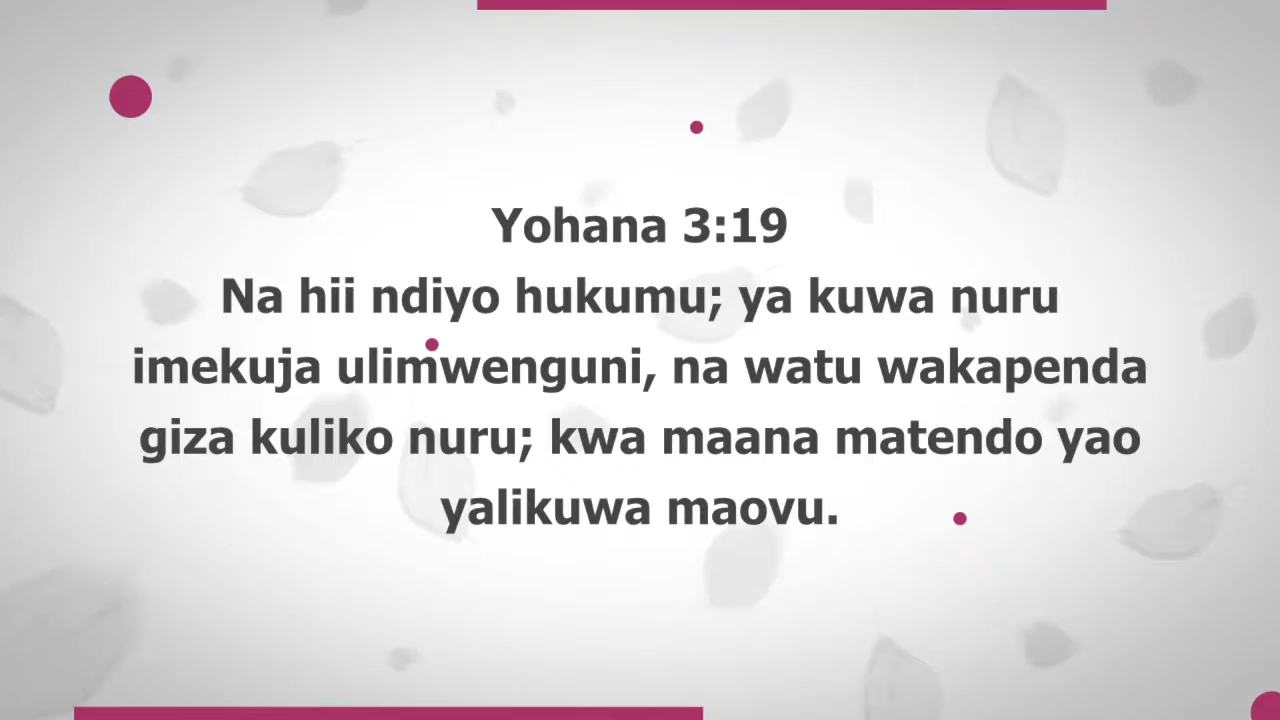 Yohana 3:19
Na hii ndiyo hukumu; ya kuwa nuru
imekuja ulimwenguni, na watu wakapenda
giza kuliko nuru; kwa maana matendo yao
yalikuwa maovu.